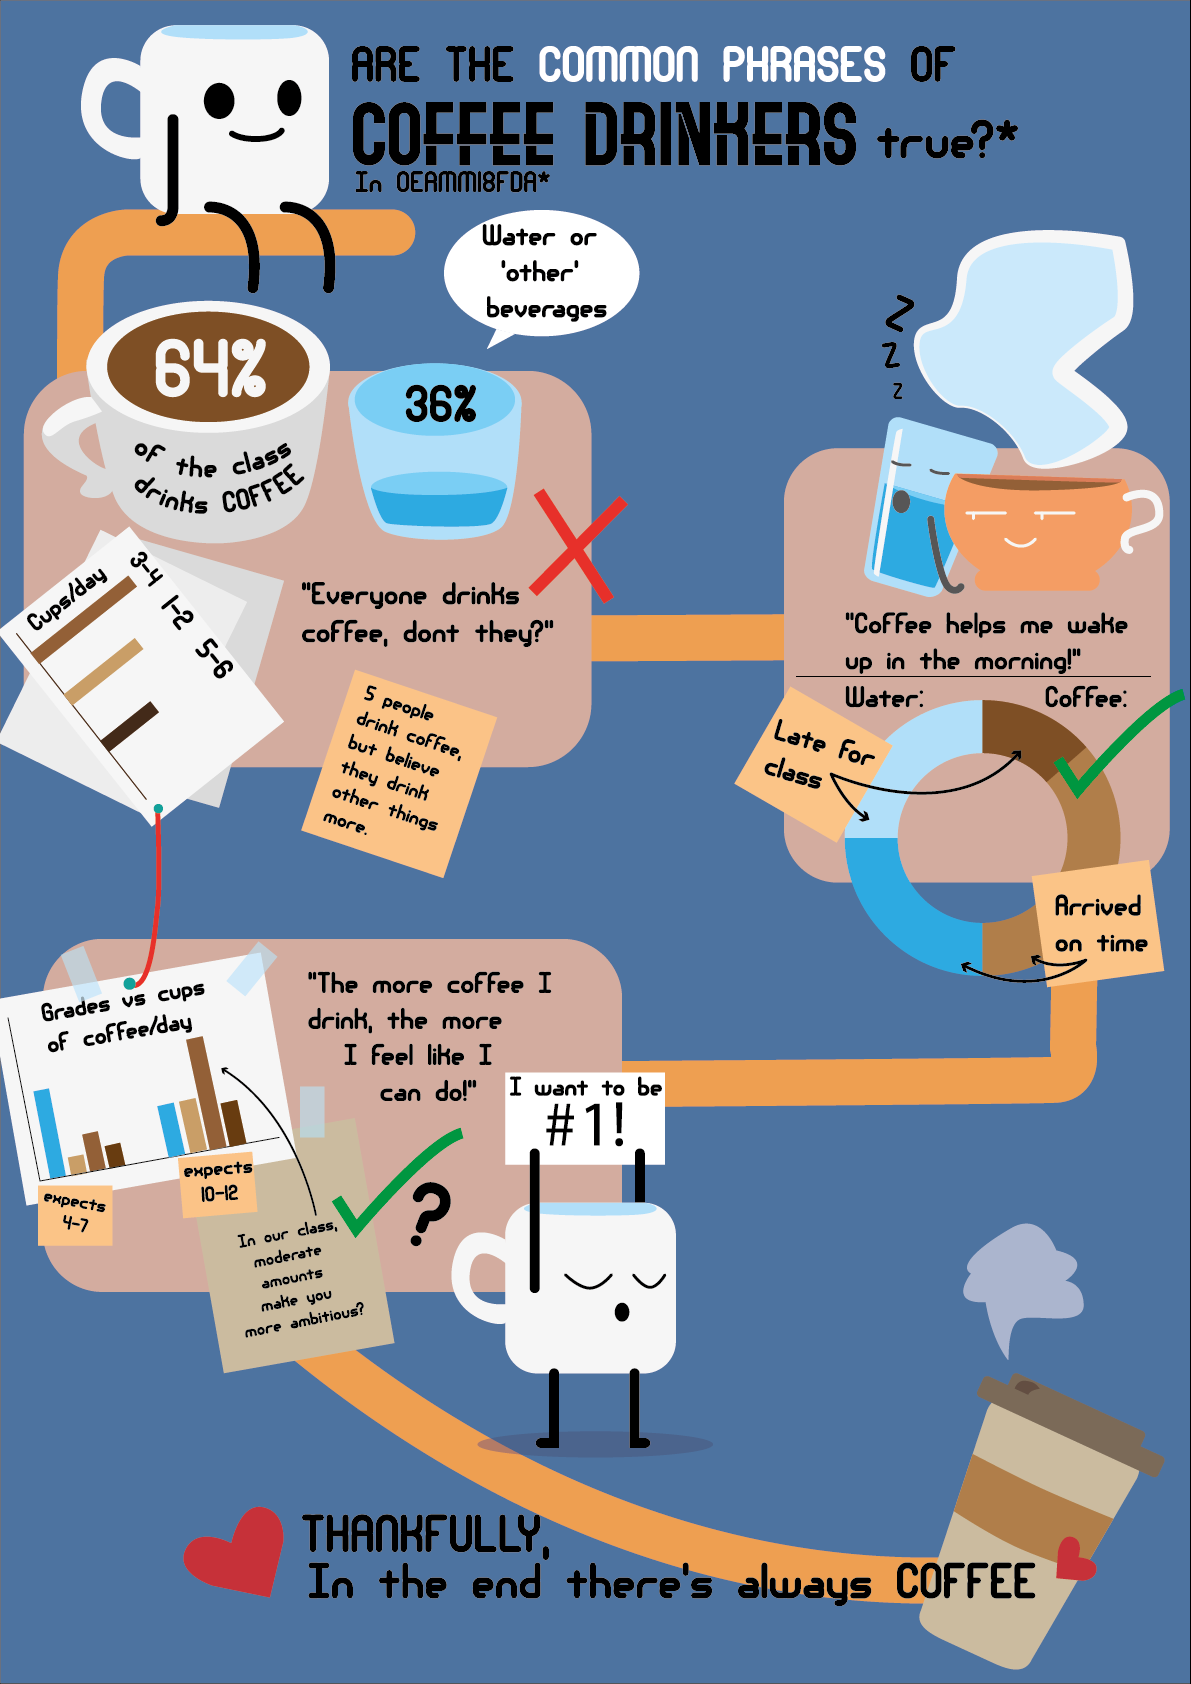 ARE THE COMMON PHRASES OF
COFFEE DRINKERS true?*
In OEAMM18FDA*
Water or
'other'
beverages
64%
of the class
drinks COFFEE
36%
Cups/day
3-4
1-2
5-6
"Everyone drinks
coffee, dont they?"
5 people
drink coffee,
but believe
they drink
other things
more.
Z
Z
z
"Coffee helps me wake
up in the morning!"
Water:
Coffee:
Late for
class
Arrived
on time
Grades vs cups
of coffee/day
expects
4-7
expects
10-12
"The more coffee I
drink, the more
I feel like I
can do!"
I want to be
#1!
?
In our class,
moderate
amounts
make you
more ambitious?
THANKFULLY,
In the end there's always COFFEE